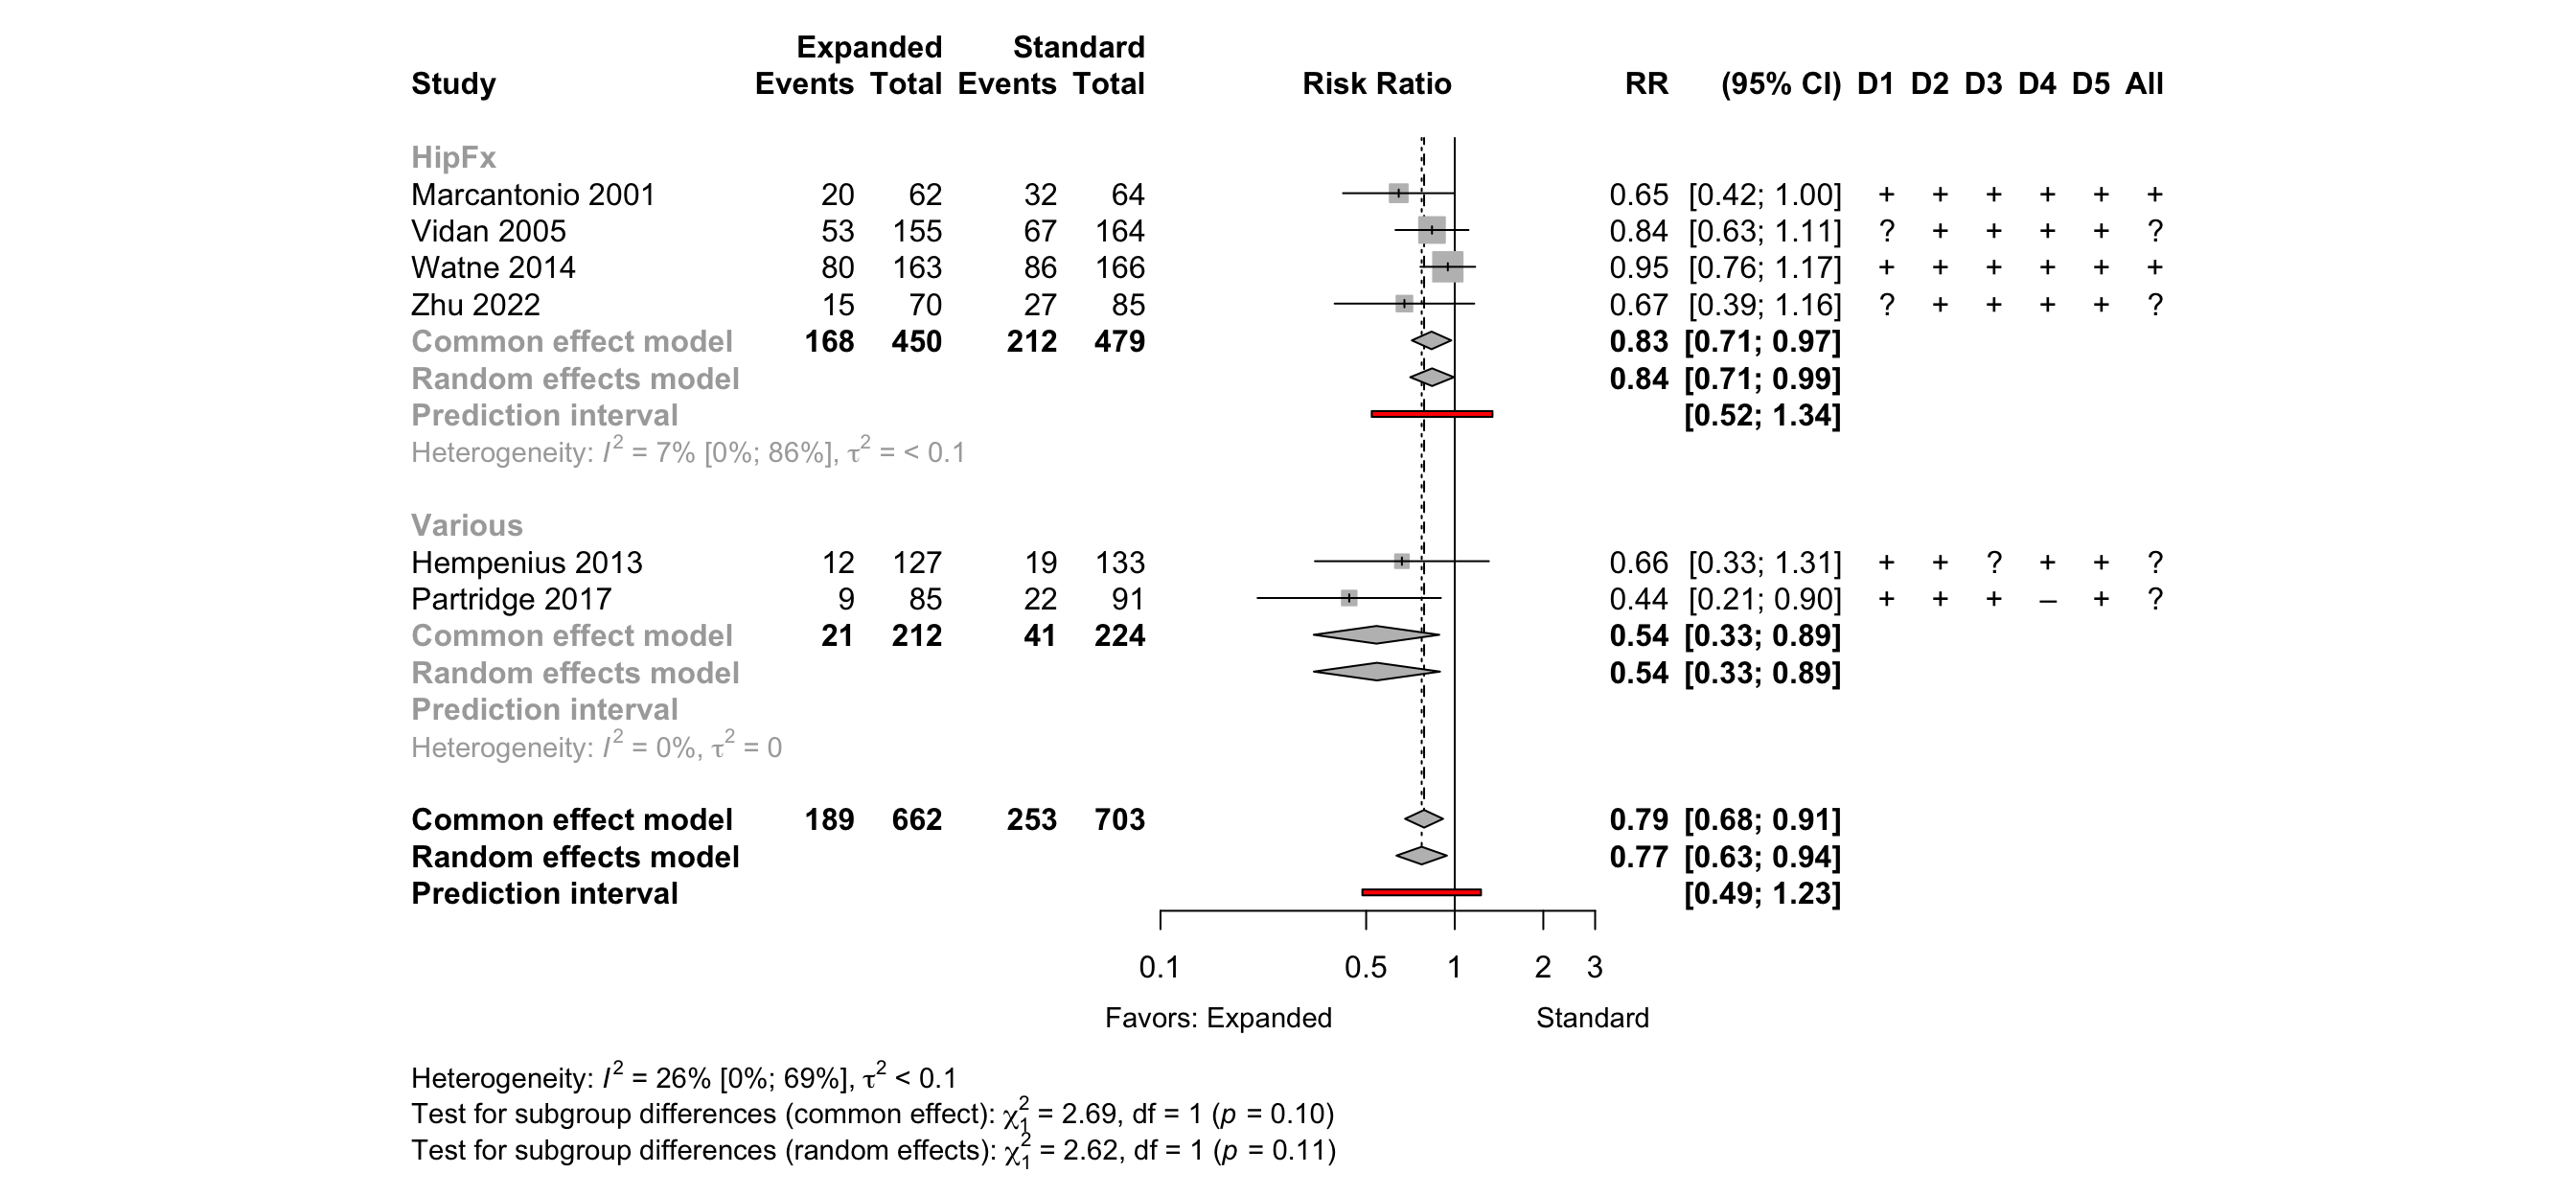 Expanded Standard
Study Events Total Events Total Risk Ratio RR (95% CI) D1 D2 D3 D4 D5 All
HipFx
Marcantonio 2001 20 62 32 64 0.65 [0.42; 1.00] + + + + + +
Vidan 2005 53 155 67 164 0.84 [0.63; 1.11] ? + + + + ?
Watne 2014 80 163 86 166 0.95 [0.76; 1.17] + + + + + +
Zhu 2022 15 70 27 85 0.67 [0.39; 1.16] ? + + + + ?
Common effect model 168 450 212 479 0.83 [0.71; 0.97]
Random effects model 0.84 [0.71; 0.99]
Prediction interval [0.52; 1.34]
Heterogeneity: I² = 7% [0%; 86%], τ² = < 0.1
Various
Hempenius 2013 12 127 19 133 0.66 [0.33; 1.31] + + ? + + ?
Partridge 2017 9 85 22 91 0.44 [0.21; 0.90] + + + – + ?
Common effect model 21 212 41 224 0.54 [0.33; 0.89]
Random effects model 0.54 [0.33; 0.89]
Prediction interval
Heterogeneity: I² = 0%, τ² = 0
Common effect model 189 662 253 703 0.79 [0.68; 0.91]
Random effects model 0.77 [0.63; 0.94]
Prediction interval [0.49; 1.23]
0.1 0.5 1 2 3
Favors: Expanded Standard
Heterogeneity: I² = 26% [0%; 69%], τ² < 0.1
Test for subgroup differences (common effect): χ₁² = 2.69, df = 1 (p = 0.10)
Test for subgroup differences (random effects): χ₁² = 2.62, df = 1 (p = 0.11)